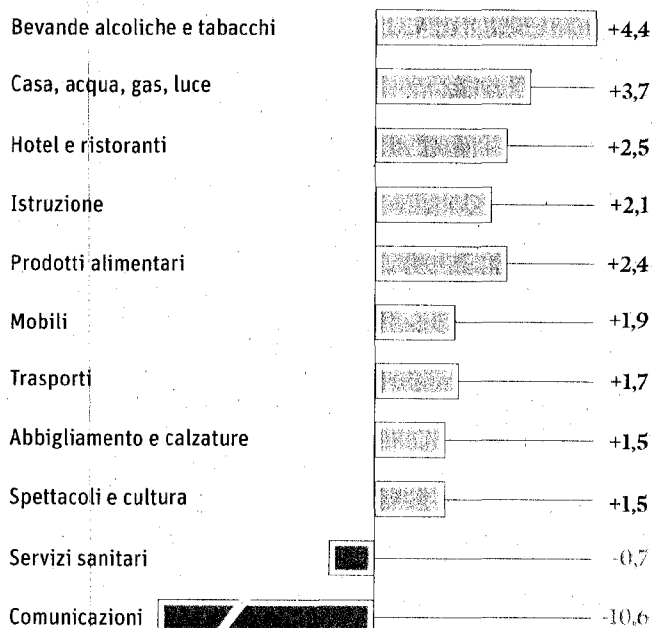 Bevande alcoliche e tabacchi +4,4
Casa, acqua, gas, luce +3,7
Hotel e ristoranti +2,5
Istruzione +2,1
Prodotti alimentari +2,4
Mobili +1,9
Trasporti +1,7
Abbigliamento e calzature +1,5
Spettacoli e cultura +1,5
Servizi sanitari -0,7
Comunicazioni -10,6